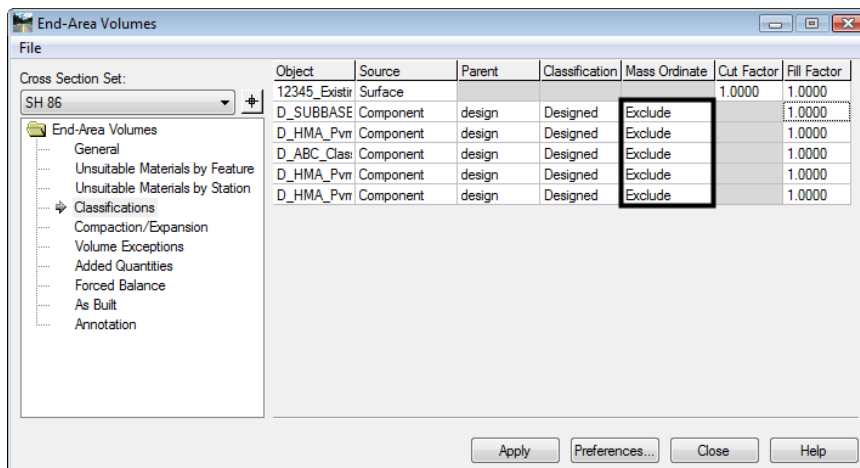 End-Area Volumes
File
Cross Section Set:
SH 86
End-Area Volumes
General
Unsuitable Materials by Feature
Unsuitable Materials by Station
Classifications
Compaction/Expansion
Volume Exceptions
Added Quantities
Forced Balance
As Built
Annotation
Object Source Parent Classification Mass Ordinate Cut Factor Fill Factor
12345_Existir Surface 1.0000 1.0000
D_SUBBASE Component design Designed Exclude 1.0000
D_HMA_Pvm Component design Designed Exclude 1.0000
D_ABC_Clas: Component design Designed Exclude 1.0000
D_HMA_Pvm Component design Designed Exclude 1.0000
D_HMA_Pvm Component design Designed Exclude 1.0000
Apply Preferences... Close Help